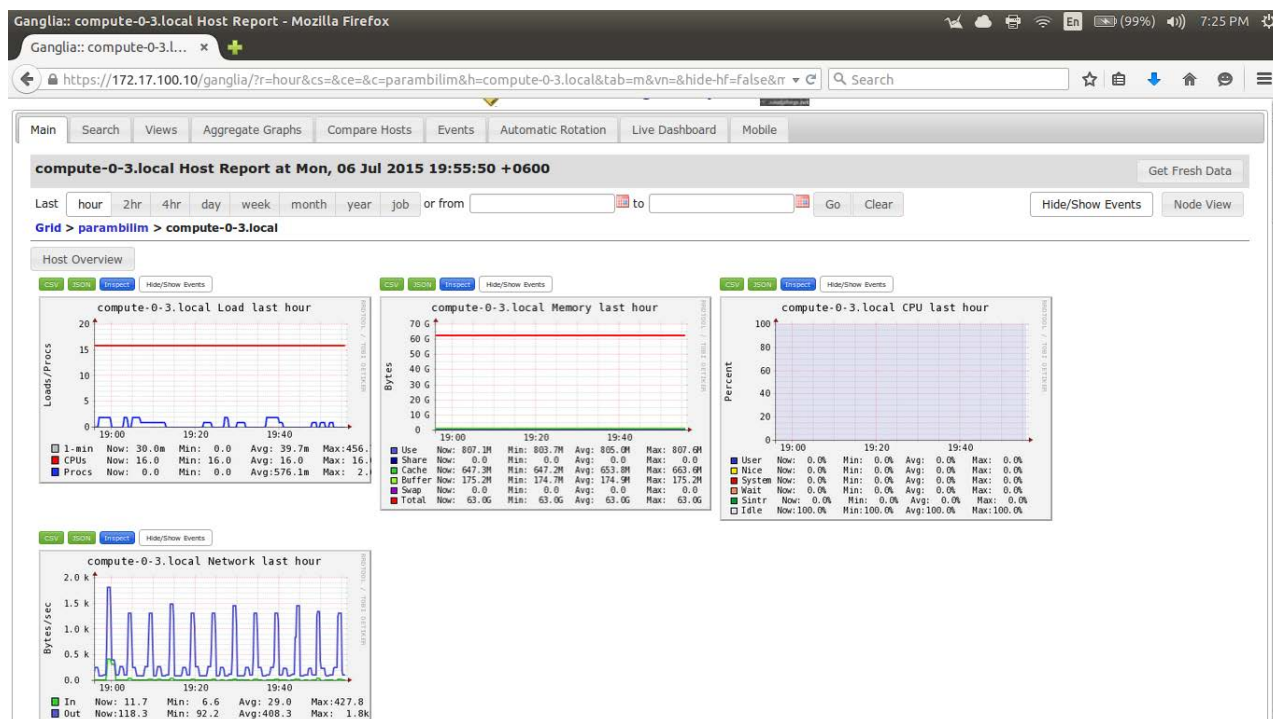 Ganglia:: compute-0-3.local Host Report - Mozilla Firefox
En (99%) 7:25 PM
Ganglia:: compute-0-3.l... ×
https://172.17.100.10/ganglia/?r=hour&cs=&ce=&c=parambilim&h=compute-0-3.local&tab=m&vn=&hide-hf=false&m
Search
Main Search Views Aggregate Graphs Compare Hosts Events Automatic Rotation Live Dashboard Mobile
compute-0-3.local Host Report at Mon, 06 Jul 2015 19:55:50 +0600
Get Fresh Data
Last hour 2hr 4hr day week month year job or from to Go Clear
Hide/Show Events Node View
Grid > parambilim > compute-0-3.local
Host Overview
CSV JSON Inspect Hide/Show Events
compute-0-3.local Load last hour
Loads/Procs
20
15
10
5
0
19:00 19:20 19:40
1-min Now: 30.0m Min: 0.0 Avg: 39.7m Max:456.
CPUs Now: 16.0 Min: 16.0 Avg: 16.0 Max: 16.
Procs Now: 0.0 Min: 0.0 Avg:576.1m Max: 2.
RRDTOOL / TOBI OETIKER
CSV JSON Inspect Hide/Show Events
compute-0-3.local Memory last hour
Bytes
70 G
60 G
50 G
40 G
30 G
20 G
10 G
0
19:00 19:20 19:40
Use Now: 807.1M Min: 803.7M Avg: 805.0M Max: 807.6M
Share Now: 0.0 Min: 0.0 Avg: 0.0 Max: 0.0
Cache Now: 647.3M Min: 647.2M Avg: 653.8M Max: 663.6M
Buffer Now: 175.2M Min: 174.7M Avg: 174.9M Max: 175.2M
Swap Now: 0.0 Min: 0.0 Avg: 0.0 Max: 0.0
Total Now: 63.0G Min: 63.0G Avg: 63.0G Max: 63.0G
RRDTOOL / TOBI OETIKER
CSV JSON Inspect Hide/Show Events
compute-0-3.local CPU last hour
Percent
100
80
60
40
20
0
19:00 19:20 19:40
User Now: 0.0% Min: 0.0% Avg: 0.0% Max: 0.0%
Nice Now: 0.0% Min: 0.0% Avg: 0.0% Max: 0.0%
System Now: 0.0% Min: 0.0% Avg: 0.0% Max: 0.0%
Wait Now: 0.0% Min: 0.0% Avg: 0.0% Max: 0.0%
Sintr Now: 0.0% Min: 0.0% Avg: 0.0% Max: 0.0%
Idle Now:100.0% Min:100.0% Avg:100.0% Max:100.0%
RRDTOOL / TOBI OETIKER
CSV JSON Inspect Hide/Show Events
compute-0-3.local Network last hour
Bytes/sec
2.0 k
1.5 k
1.0 k
0.5 k
0.0
19:00 19:20 19:40
In Now: 11.7 Min: 6.6 Avg: 29.0 Max:427.8
Out Now:118.3 Min: 92.2 Avg:408.3 Max: 1.8k
RRDTOOL / TOBI OETIKER